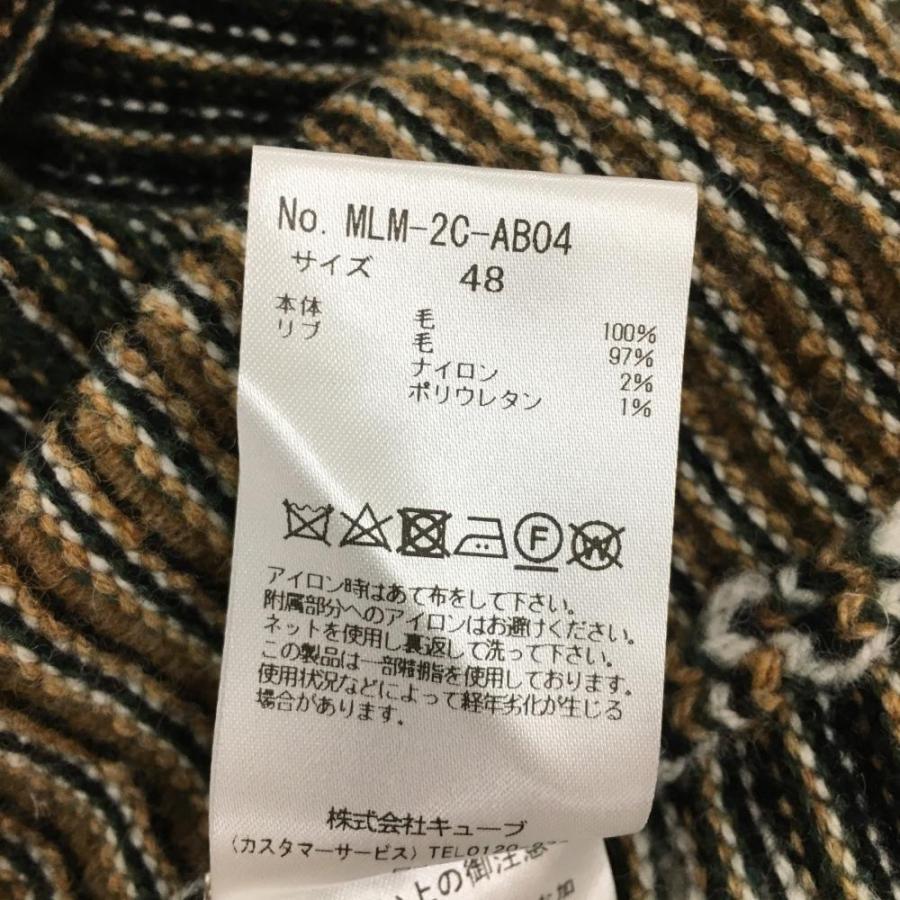 No. MLM-2C-AB04
サイズ 48
本体 毛 100%
リブ 毛 97%
ナイロン 2%
ポリウレタン 1%
F
W
アイロン時はあて布をして下さい。
附属部分へのアイロンはお避けください。
ネットを使用し裏返して洗って下さい。
この製品は一部樹脂を使用しております。
使用状況などによって経年劣化が生じる
場合があります。
株式会社キューブ
(カスタマーサービス) TEL0120-
上の御注意